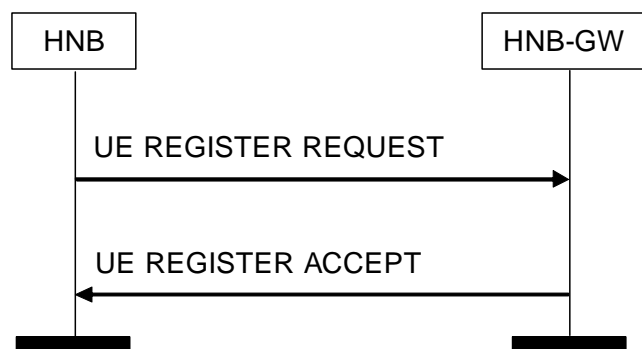 HNB
HNB-GW
UE REGISTER REQUEST
UE REGISTER ACCEPT